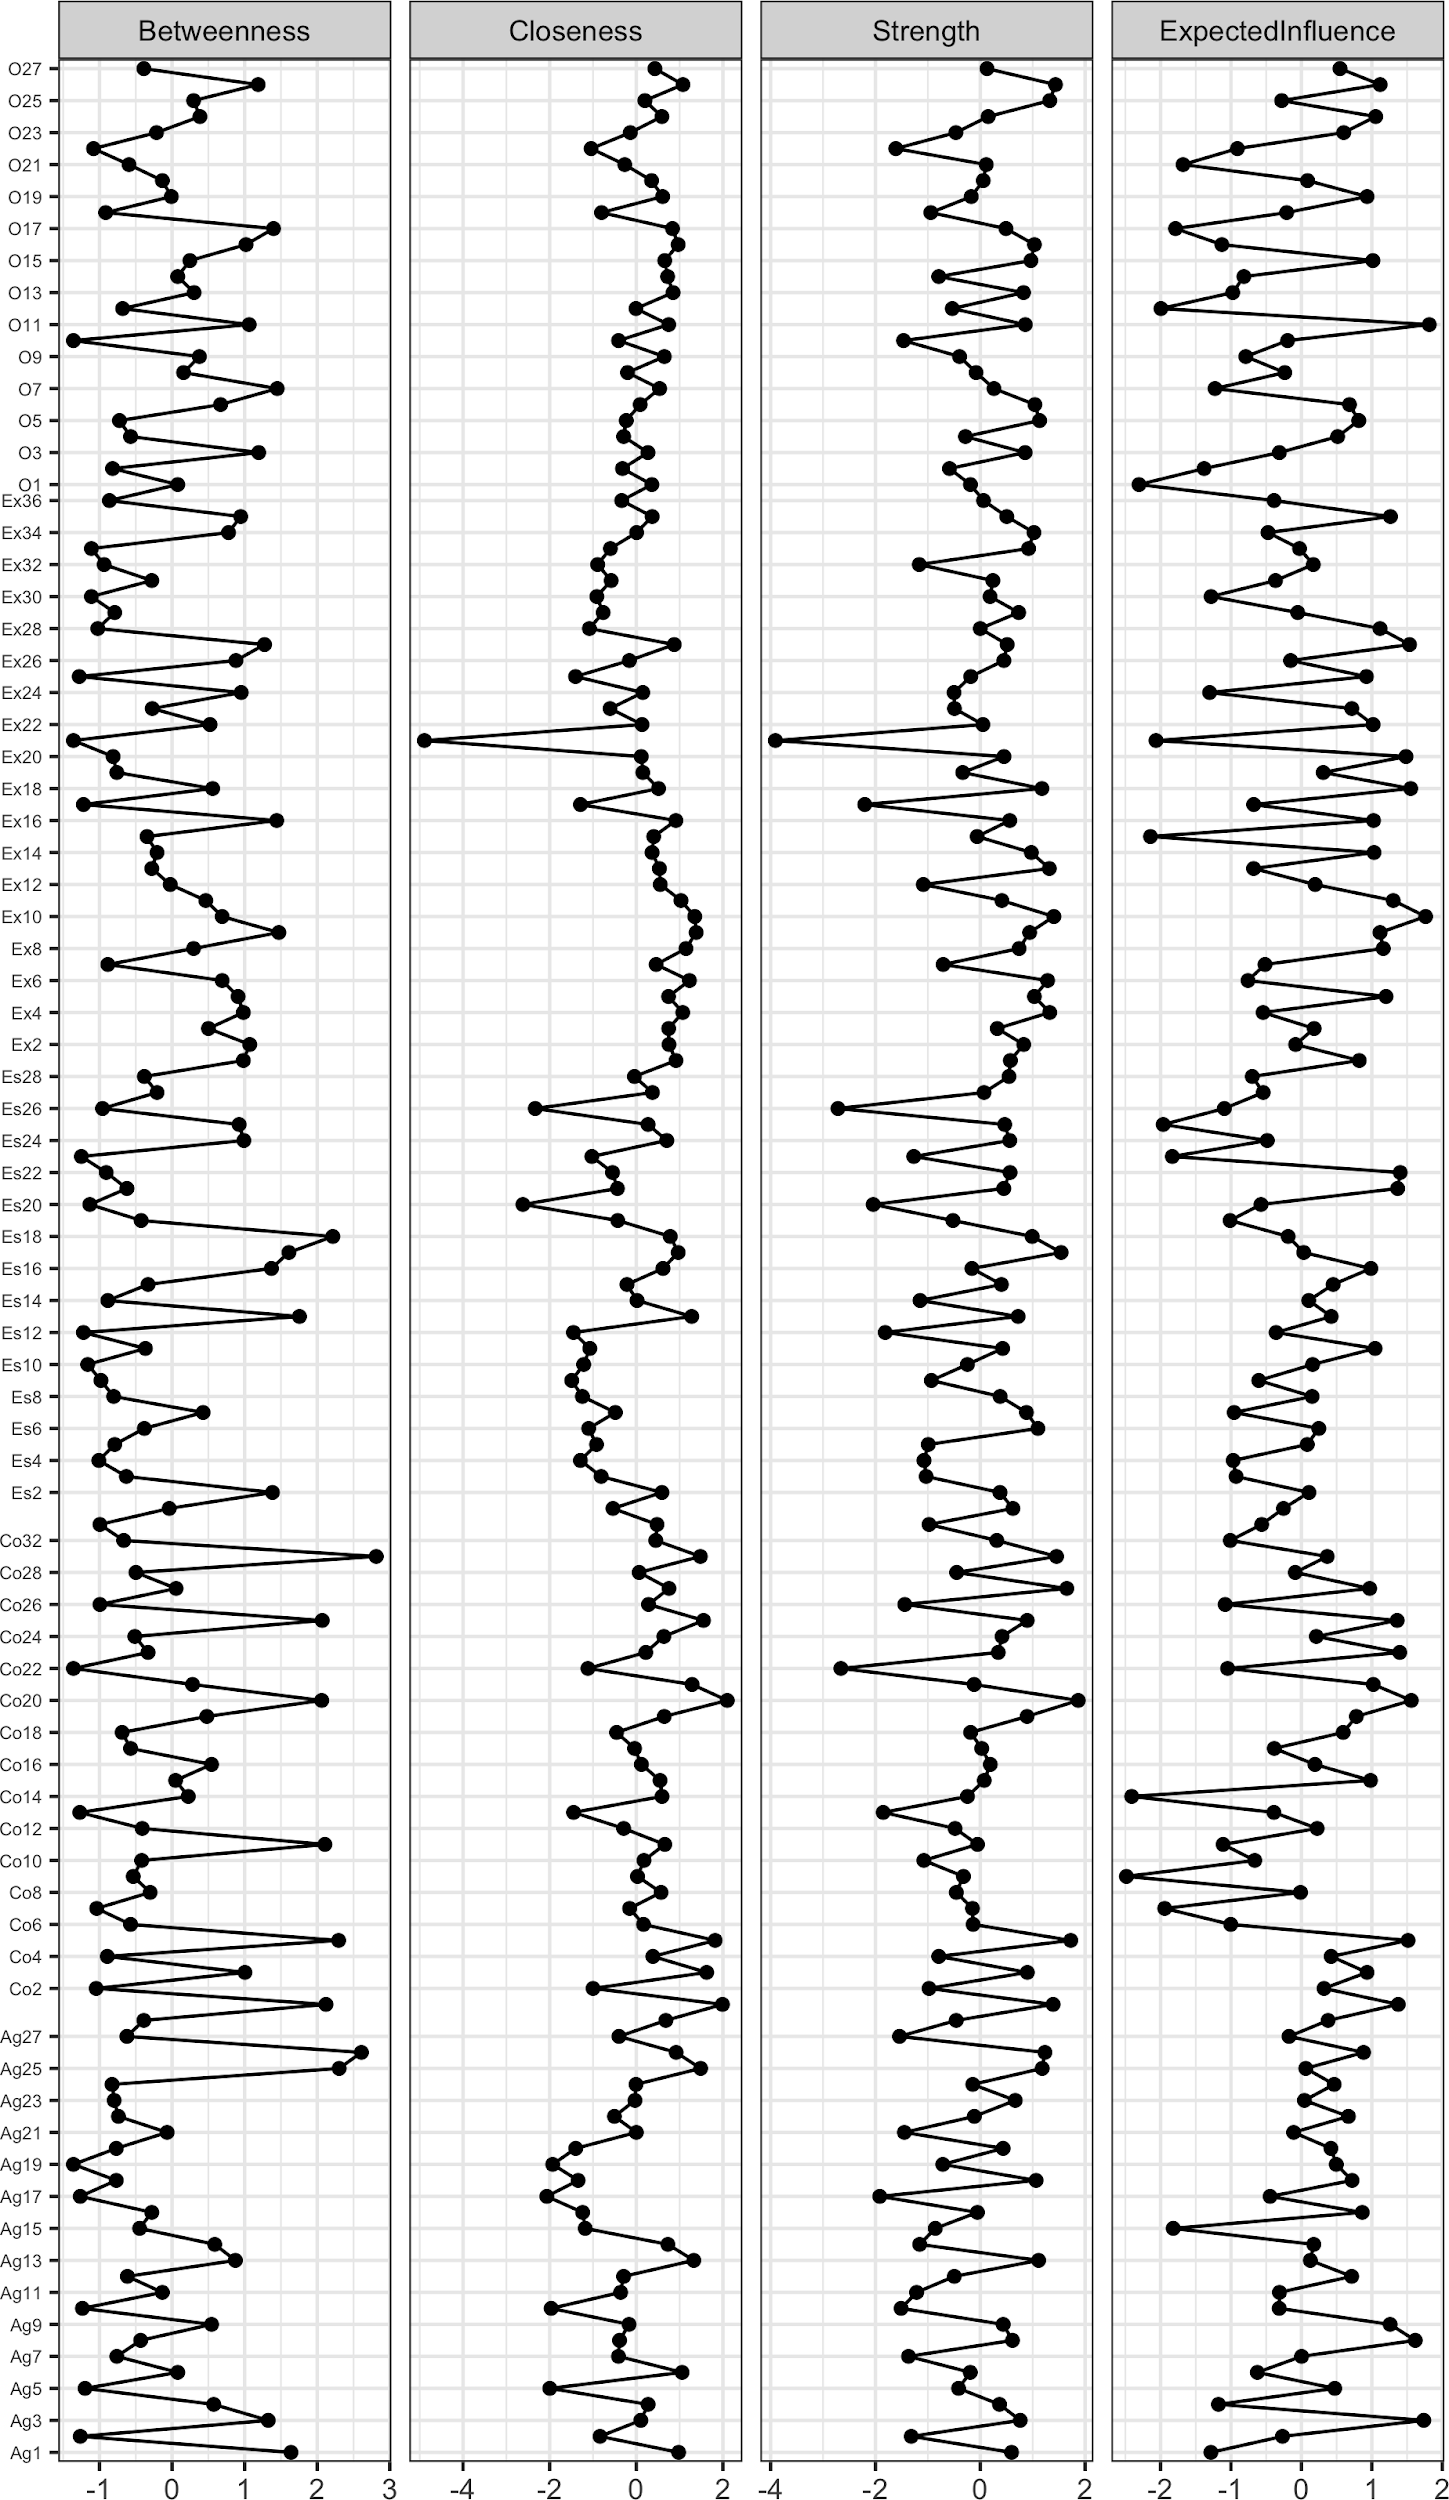 Betweenness Closeness Strength ExpectedInfluence
O27
O25
O23
O21
O19
O17
O15
O13
O11
O9
O7
O5
O3
O1
Ex36
Ex34
Ex32
Ex30
Ex28
Ex26
Ex24
Ex22
Ex20
Ex18
Ex16
Ex14
Ex12
Ex10
Ex8
Ex6
Ex4
Ex2
Es28
Es26
Es24
Es22
Es20
Es18
Es16
Es14
Es12
Es10
Es8
Es6
Es4
Es2
Co32
Co28
Co26
Co24
Co22
Co20
Co18
Co16
Co14
Co12
Co10
Co8
Co6
Co4
Co2
Ag27
Ag25
Ag23
Ag21
Ag19
Ag17
Ag15
Ag13
Ag11
Ag9
Ag7
Ag5
Ag3
Ag1
-1 0 1 2 3 -4 -2 0 2 -4 -2 0 2 -2 -1 0 1 2